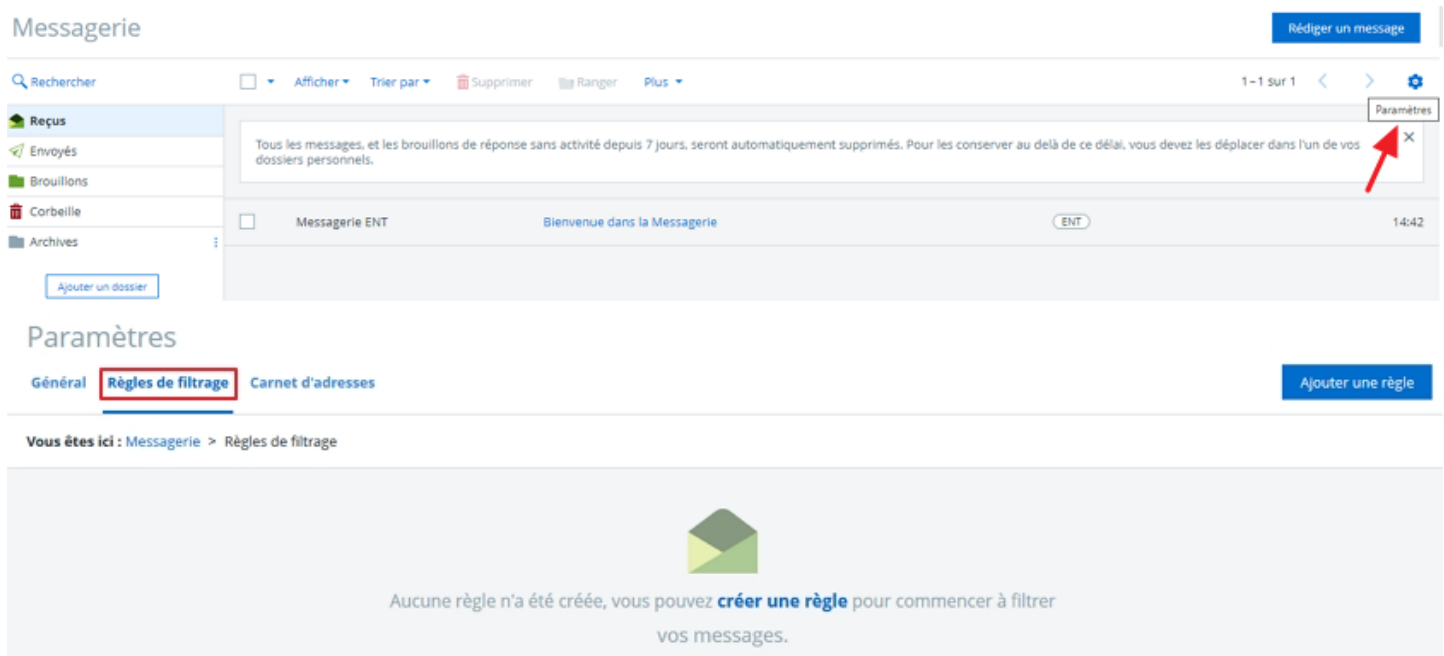 Messagerie
Rédiger un message
Rechercher
Afficher Trier par Supprimer Ranger Plus 1–1 sur 1
Paramètres
Reçus
Envoyés
Brouillons
Corbeille
Archives
Ajouter un dossier
Tous les messages, et les brouillons de réponse sans activité depuis 7 jours, seront automatiquement supprimés. Pour les conserver au delà de ce délai, vous devez les déplacer dans l'un de vos
dossiers personnels.
Messagerie ENT Bienvenue dans la Messagerie ENT 14:42
Paramètres
Général Règles de filtrage Carnet d'adresses
Ajouter une règle
Vous êtes ici : Messagerie > Règles de filtrage
Aucune règle n'a été créée, vous pouvez créer une règle pour commencer à filtrer
vos messages.